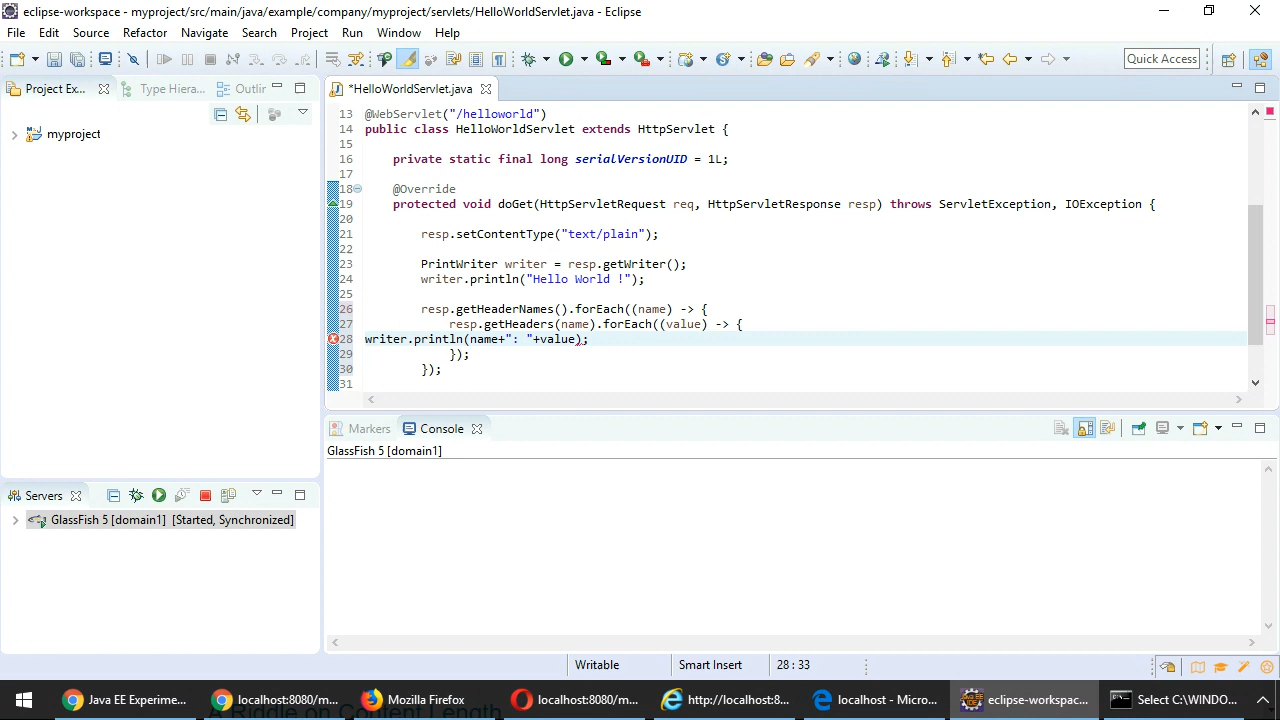 eclipse-workspace - myproject/src/main/java/example/company/myproject/servlets/HelloWorldServlet.java - Eclipse
File Edit Source Refactor Navigate Search Project Run Window Help
Quick Access
Project Ex... Type Hiera... Outlir
myproject
*HelloWorldServlet.java
13 @WebServlet("/helloworld")
14 public class HelloWorldServlet extends HttpServlet {
15
16 private static final long serialVersionUID = 1L;
17
18 @Override
19 protected void doGet(HttpServletRequest req, HttpServletResponse resp) throws ServletException, IOException {
20
21 resp.setContentType("text/plain");
22
23 PrintWriter writer = resp.getWriter();
24 writer.println("Hello World !");
25
26 resp.getHeaderNames().forEach((name) -> {
27 resp.getHeaders(name).forEach((value) -> {
28 writer.println(name+": "+value);
29 });
30 });
31
Markers Console
GlassFish 5 [domain1]
Servers
GlassFish 5 [domain1] [Started, Synchronized]
Writable Smart Insert 28 : 33
Java EE Experime... localhost:8080/m... Mozilla Firefox localhost:8080/m... http://localhost:8... localhost - Micros... eclipse-workspac... Select C:\WINDO...
A Riddle on Content Length